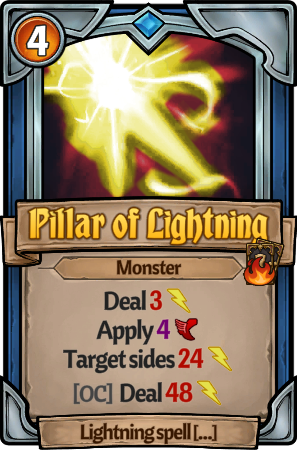 4
Pillar of Lightning
Monster
Deal 3
Apply 4
Target sides 24
[OC] Deal 48
Lightning spell [...]